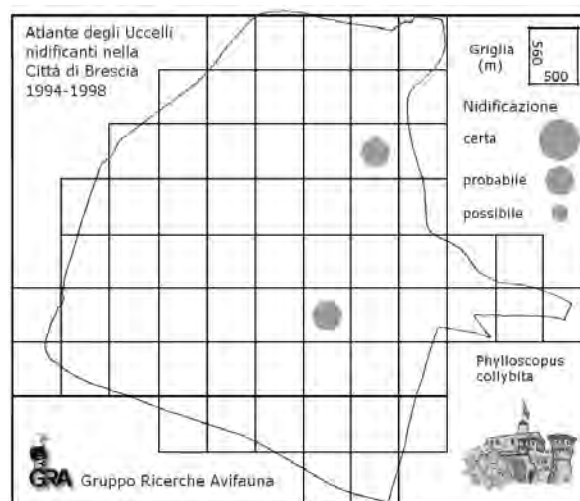 Atlante degli Uccelli
nidificanti nella
Città di Brescia
1994-1998
Griglia
(m)
560
500
Nidificazione
certa
probabile
possibile
Phylloscopus
collybita
GRA Gruppo Ricerche Avifauna